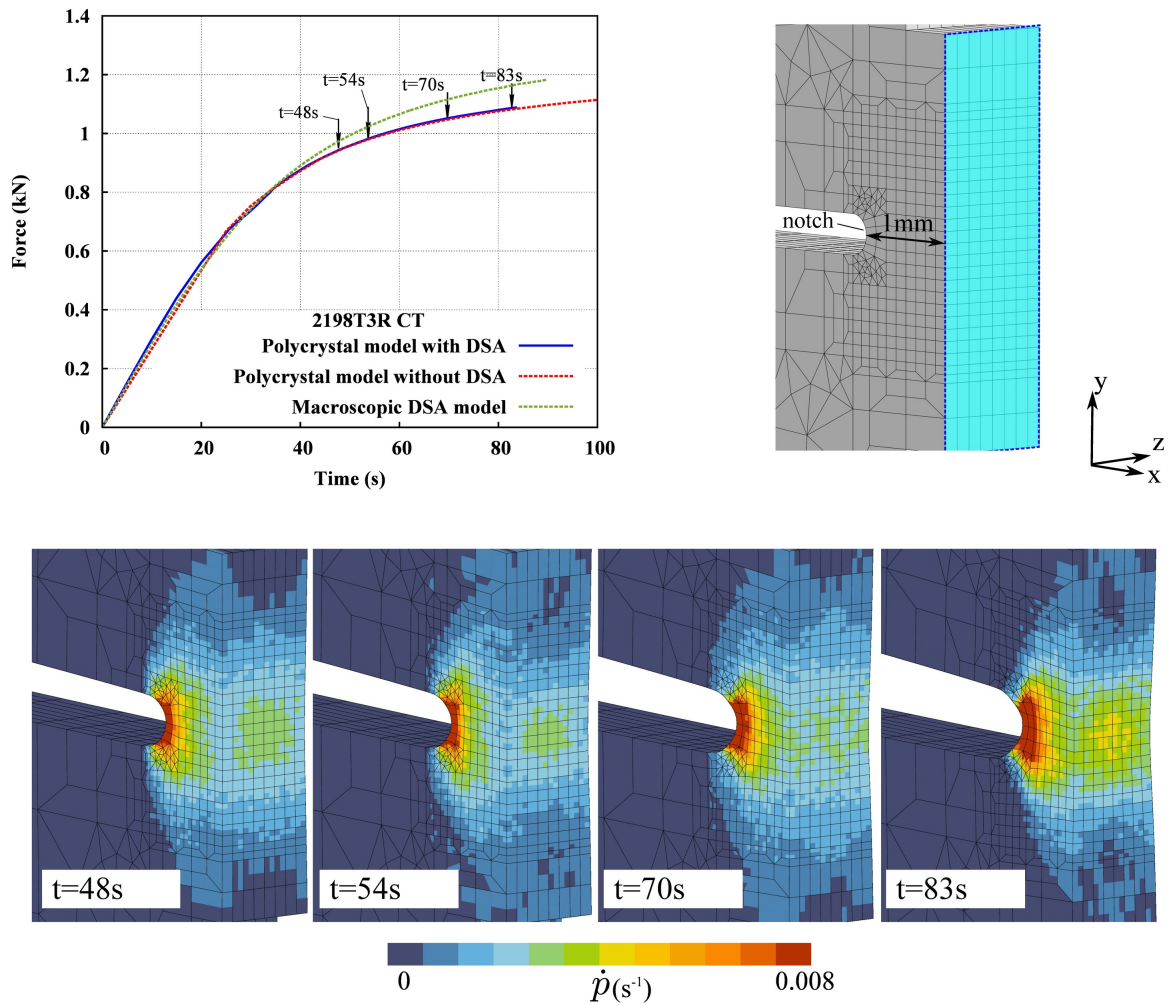 1.4
1.2
1
0.8
0.6
0.4
0.2
0
Force (kN)
t=48s
t=54s
t=70s
t=83s
2198T3R CT
Polycrystal model with DSA
Polycrystal model without DSA
Macroscopic DSA model
0 20 40 60 80 100
Time (s)
notch
1mm
y
z
x
t=48s
t=54s
t=70s
t=83s
0 0.008
ṗ(s⁻¹)